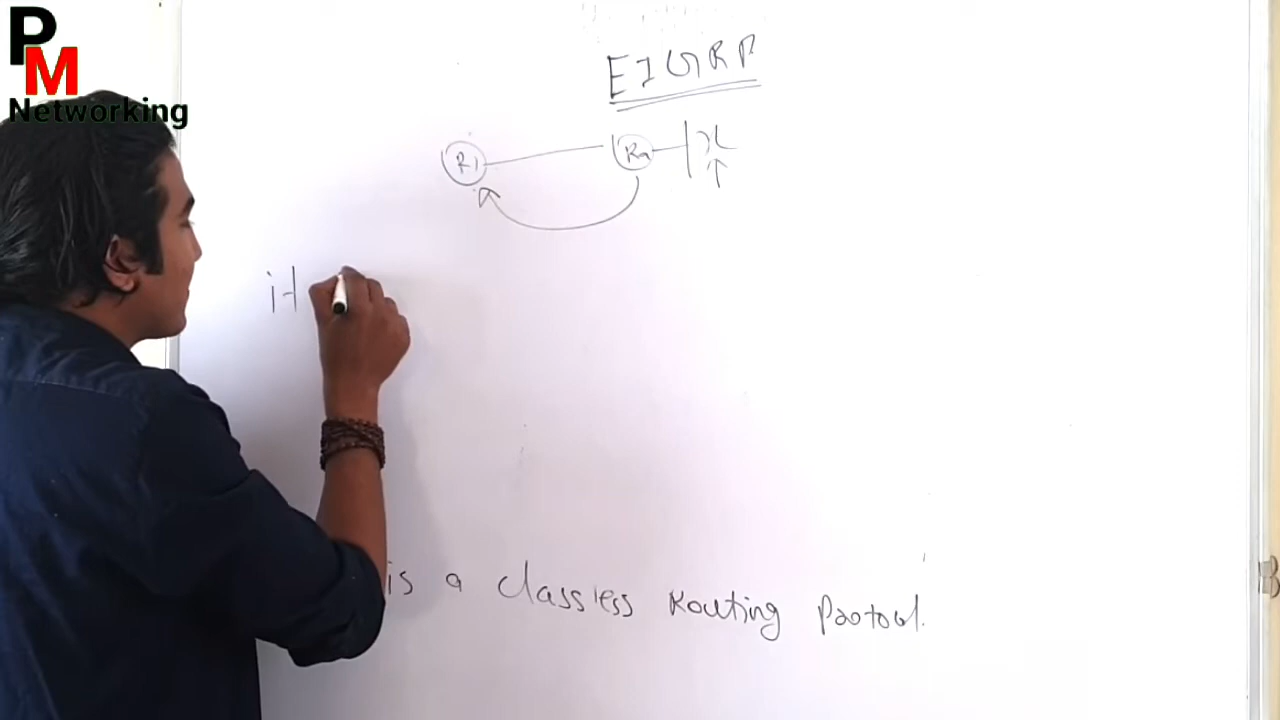 PM
Networking
EIGRP
R1 R2 X
it
is a classless Routing Protocol.